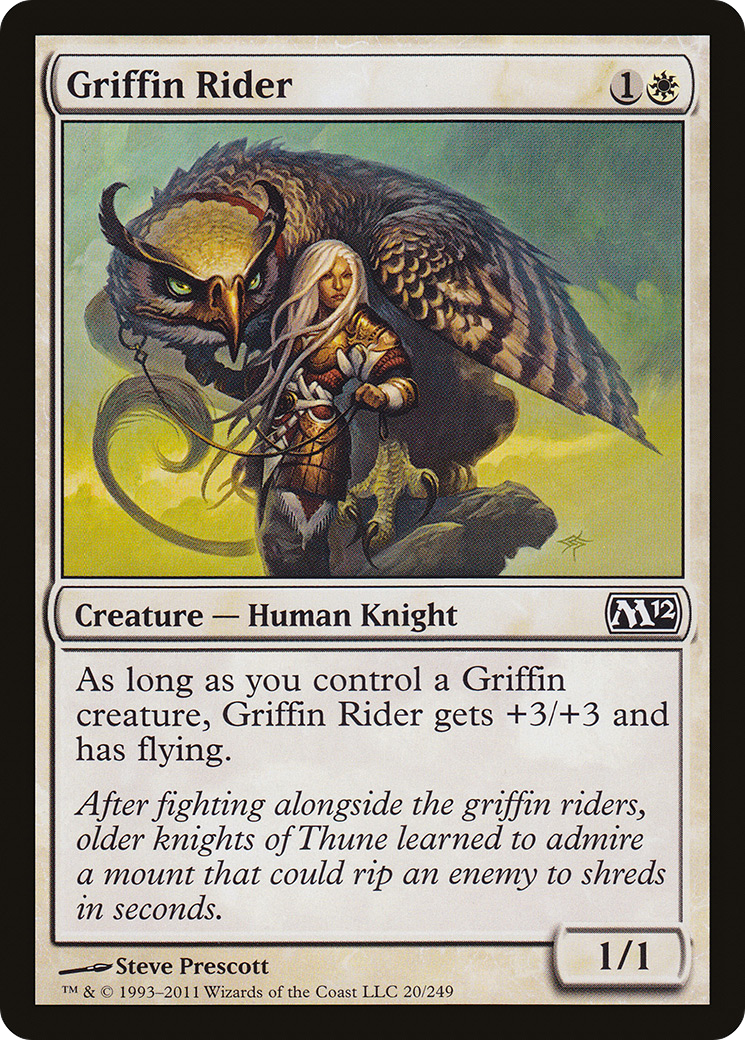 Griffin Rider 1
Creature — Human Knight M12
As long as you control a Griffin
creature, Griffin Rider gets +3/+3 and
has flying.
After fighting alongside the griffin riders,
older knights of Thune learned to admire
a mount that could rip an enemy to shreds
in seconds.
1/1
Steve Prescott
™ & © 1993–2011 Wizards of the Coast LLC 20/249